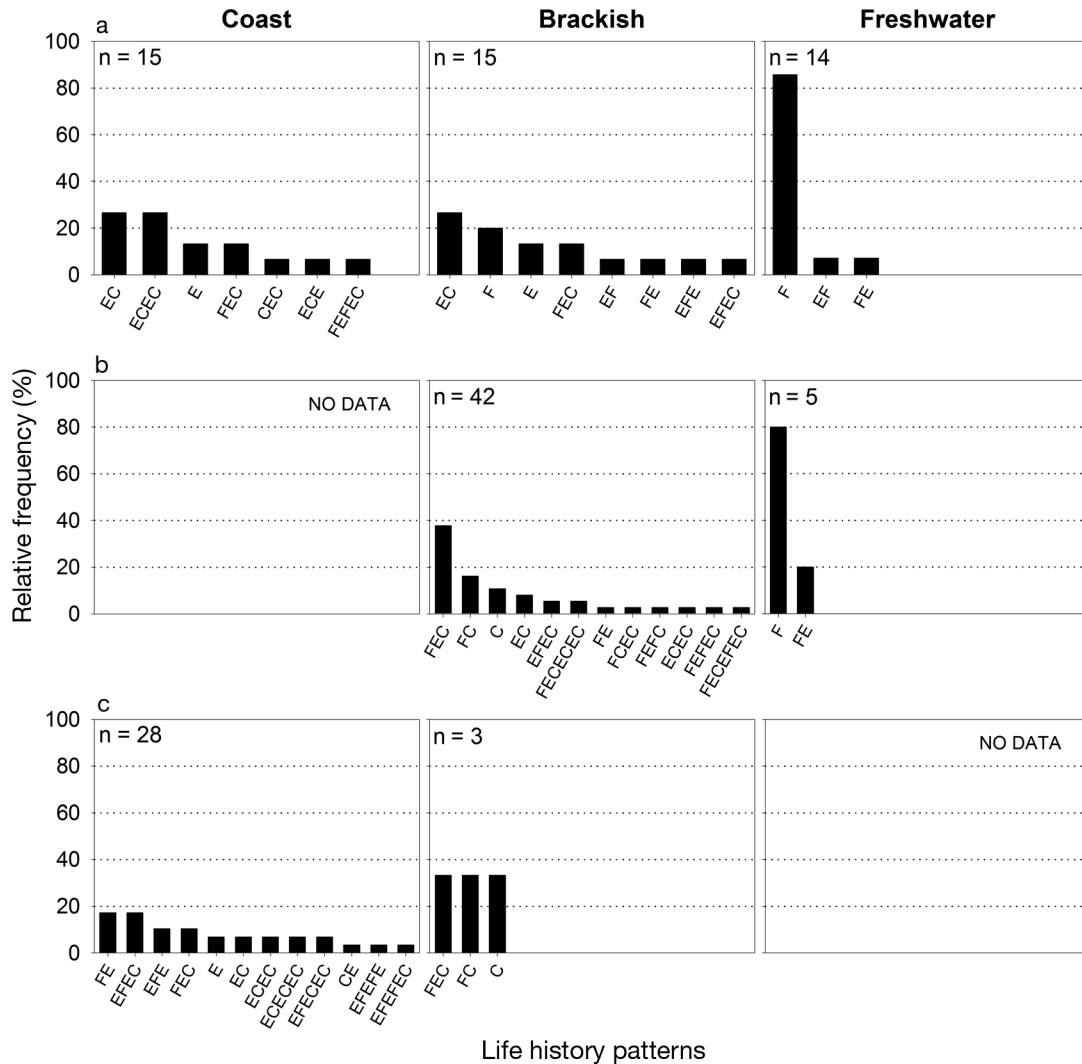 Coast Brackish Freshwater
a
n = 15 n = 15 n = 14
100
80
60
40
20
0
EC ECEC E FEC CEC ECE FEFEC
EC F E FEC EF FE EFE EFEC
F EF FE
b
NO DATA n = 42 n = 5
100
80
60
40
20
0
FEC FC C EC EFEC FECECEC FE FCEC FEFC ECEC FEFEC FECEFEC
F FE
c
n = 28 n = 3 NO DATA
100
80
60
40
20
0
FE EFEC EFE FEC E EC ECEC ECECEC EFECEC CE EFEFE EFEFEC
FEC FC C
Relative frequency (%)
Life history patterns